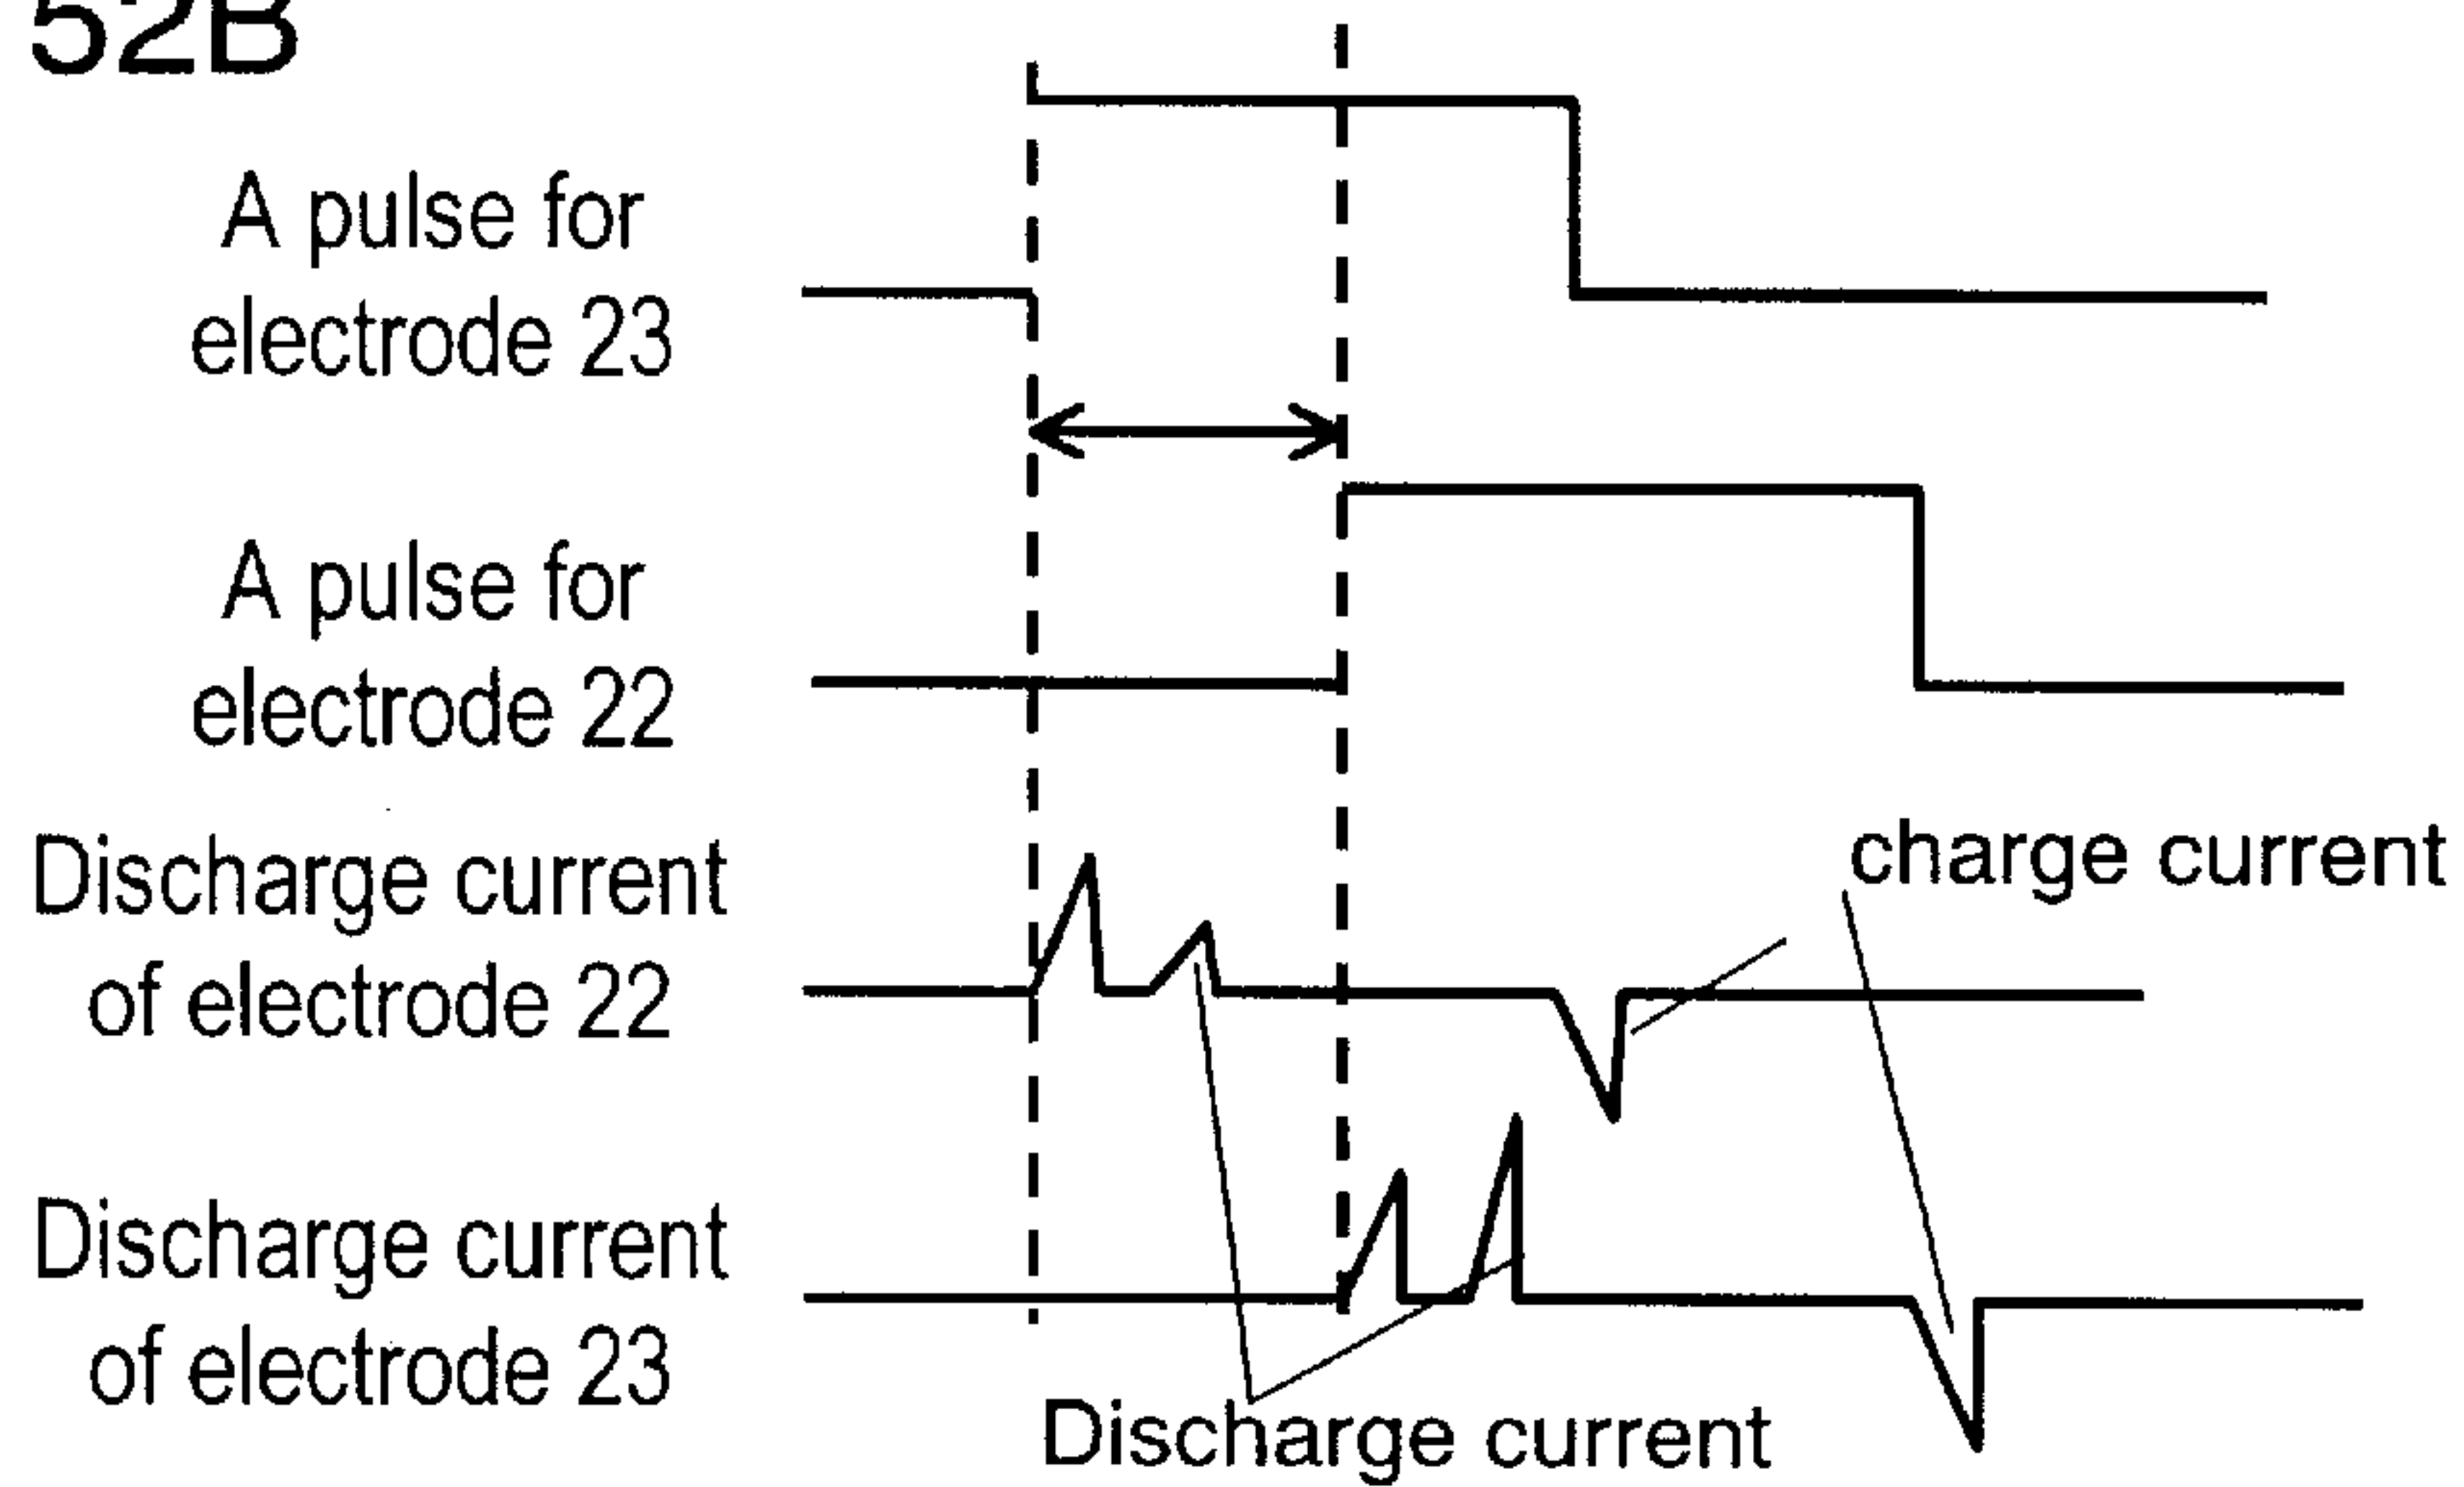 52B
A pulse for
electrode 23
A pulse for
electrode 22
Discharge current
of electrode 22
charge current
Discharge current
of electrode 23
Discharge current